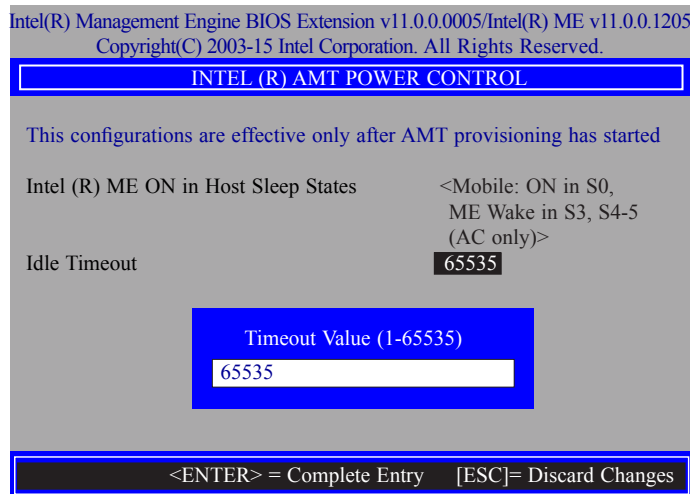 Intel(R) Management Engine BIOS Extension v11.0.0.0005/Intel(R) ME v11.0.0.1205
Copyright(C) 2003-15 Intel Corporation. All Rights Reserved.
INTEL (R) AMT POWER CONTROL
This configurations are effective only after AMT provisioning has started
Intel (R) ME ON in Host Sleep States <Mobile: ON in S0,
ME Wake in S3, S4-5
(AC only)>
Idle Timeout 65535
Timeout Value (1-65535)
65535
<ENTER> = Complete Entry [ESC]= Discard Changes